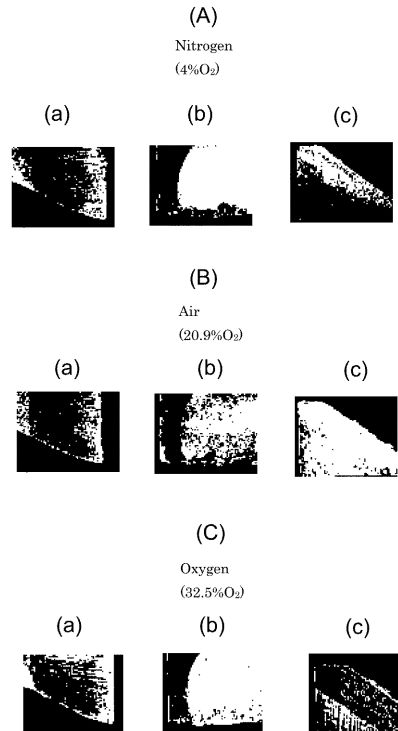 (A)
Nitrogen
(4%O₂)
(a) (b) (c)
(B)
Air
(20.9%O₂)
(a) (b) (c)
(C)
Oxygen
(32.5%O₂)
(a) (b) (c)